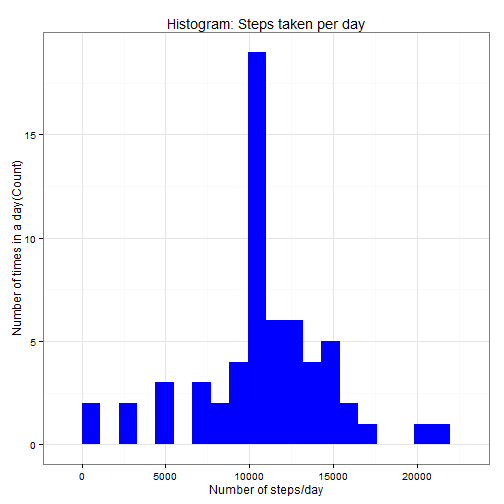 Histogram: Steps taken per day
Number of times in a day(Count)
15
10
5
0
0 5000 10000 15000 20000
Number of steps/day